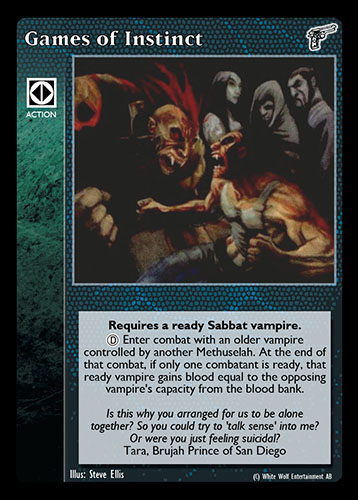 Games of Instinct
ACTION
Requires a ready Sabbat vampire.
Ⓓ Enter combat with an older vampire
controlled by another Methuselah. At the end
of that combat, if only one combatant is ready, that
ready vampire gains blood equal to the opposing
vampire's capacity from the blood bank.
Is this why you arranged for us to be alone
together? So you could try to 'talk sense' into me?
Or were you just feeling suicidal?
Tara, Brujah Prince of San Diego
Illus: Steve Ellis
(C) White Wolf Entertainment AB